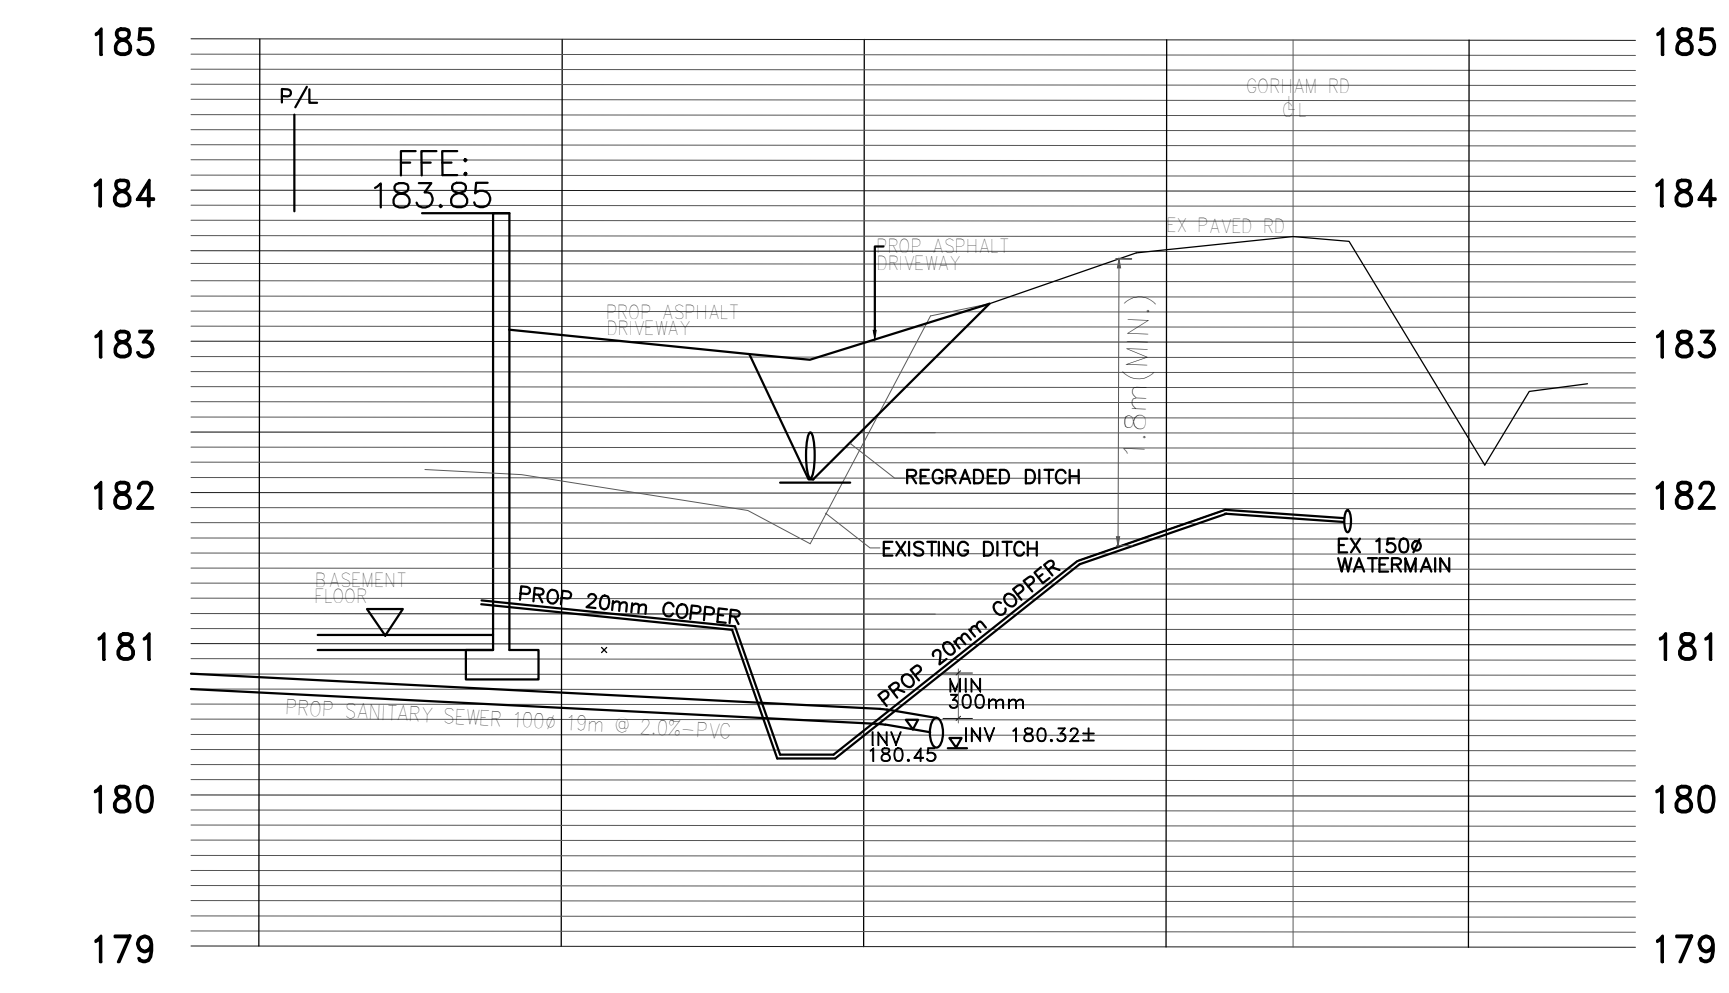 185
185
GORHAM RD
CL
P/L
FFE:
183.85
184
184
EX PAVED RD
PROP ASPHALT
DRIVEWAY
PROP ASPHALT
DRIVEWAY
1.8m(MIN.)
183
183
REGRADED DITCH
182
182
EXISTING DITCH
EX 150ø
WATERMAIN
BASEMENT
FLOOR
PROP 20mm COPPER
PROP 20mm COPPER
181
181
MIN
300mm
PROP SANITARY SEWER 100ø 19m @ 2.0%-PVC
INV
180.45
INV 180.32±
180
180
179
179